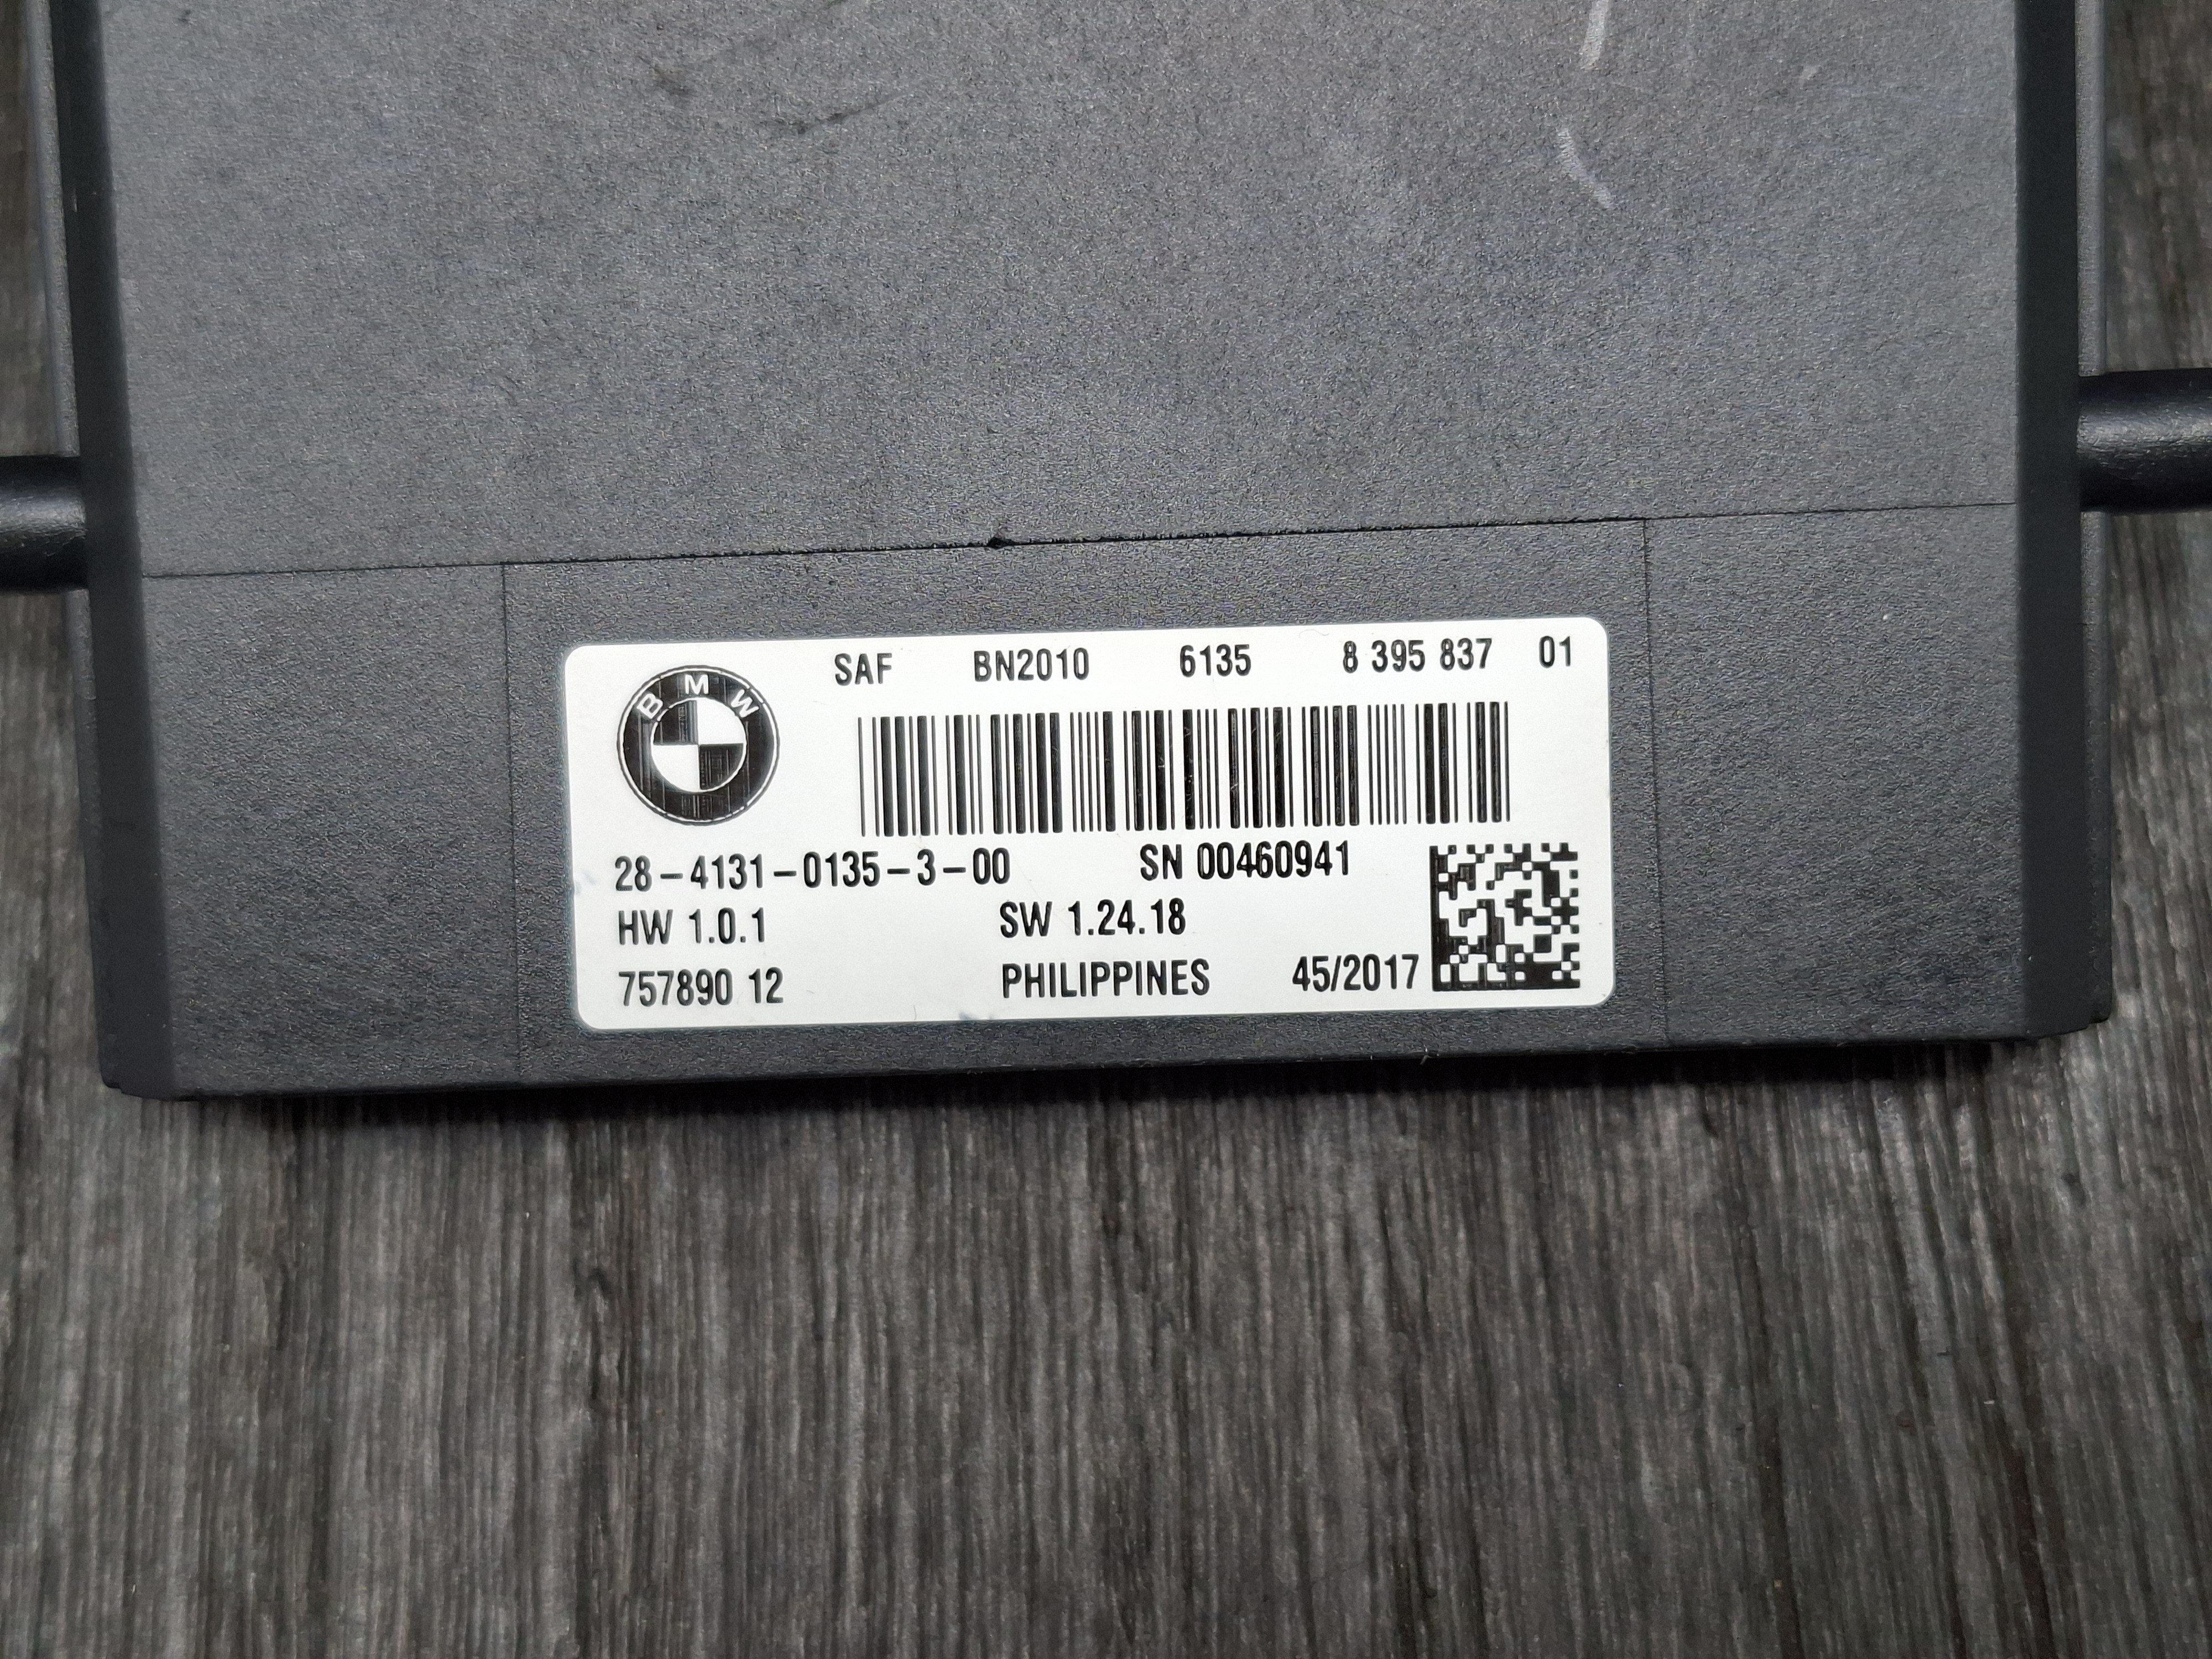 BMW
SAF BN2010 6135 8 395 837 01
28-4131-0135-3-00 SN 00460941
HW 1.0.1 SW 1.24.18
757890 12 PHILIPPINES 45/2017